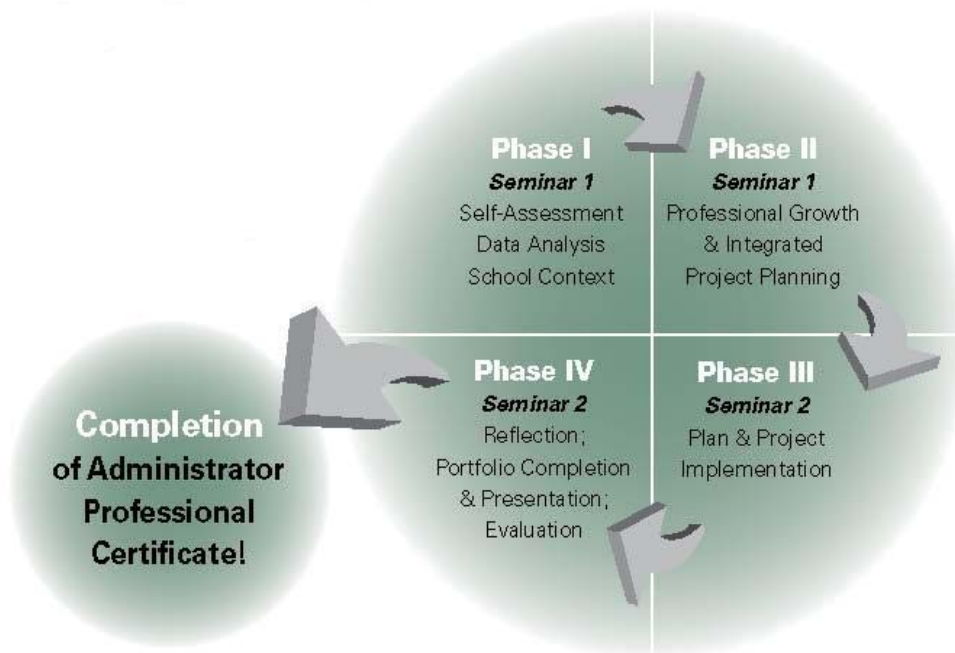 Phase I
Seminar 1
Self-Assessment
Data Analysis
School Context
Phase II
Seminar 1
Professional Growth
& Integrated
Project Planning
Phase III
Seminar 2
Plan & Project
Implementation
Phase IV
Seminar 2
Reflection;
Portfolio Completion
& Presentation;
Evaluation
Completion
of Administrator
Professional
Certificate!